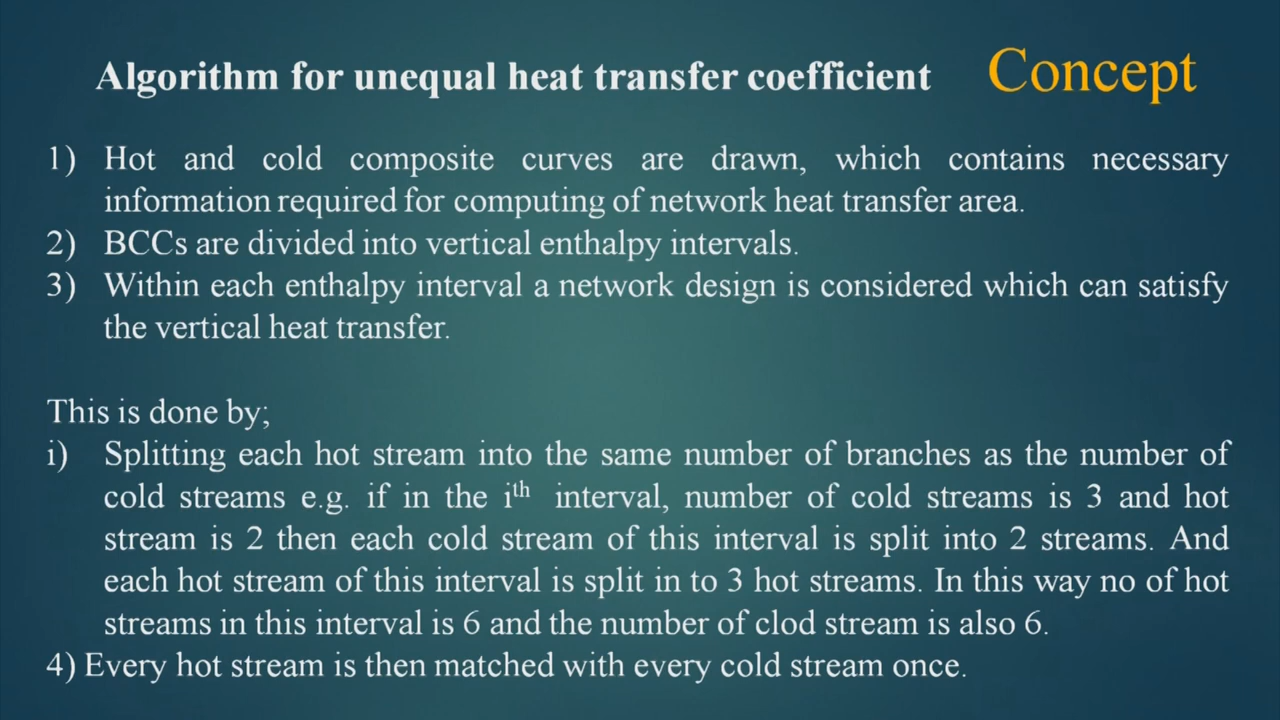 Algorithm for unequal heat transfer coefficient Concept
1) Hot and cold composite curves are drawn, which contains necessary
information required for computing of network heat transfer area.
2) BCCs are divided into vertical enthalpy intervals.
3) Within each enthalpy interval a network design is considered which can satisfy
the vertical heat transfer.
This is done by;
i) Splitting each hot stream into the same number of branches as the number of
cold streams e.g. if in the iᵗʰ interval, number of cold streams is 3 and hot
stream is 2 then each cold stream of this interval is split into 2 streams. And
each hot stream of this interval is split in to 3 hot streams. In this way no of hot
streams in this interval is 6 and the number of clod stream is also 6.
4) Every hot stream is then matched with every cold stream once.